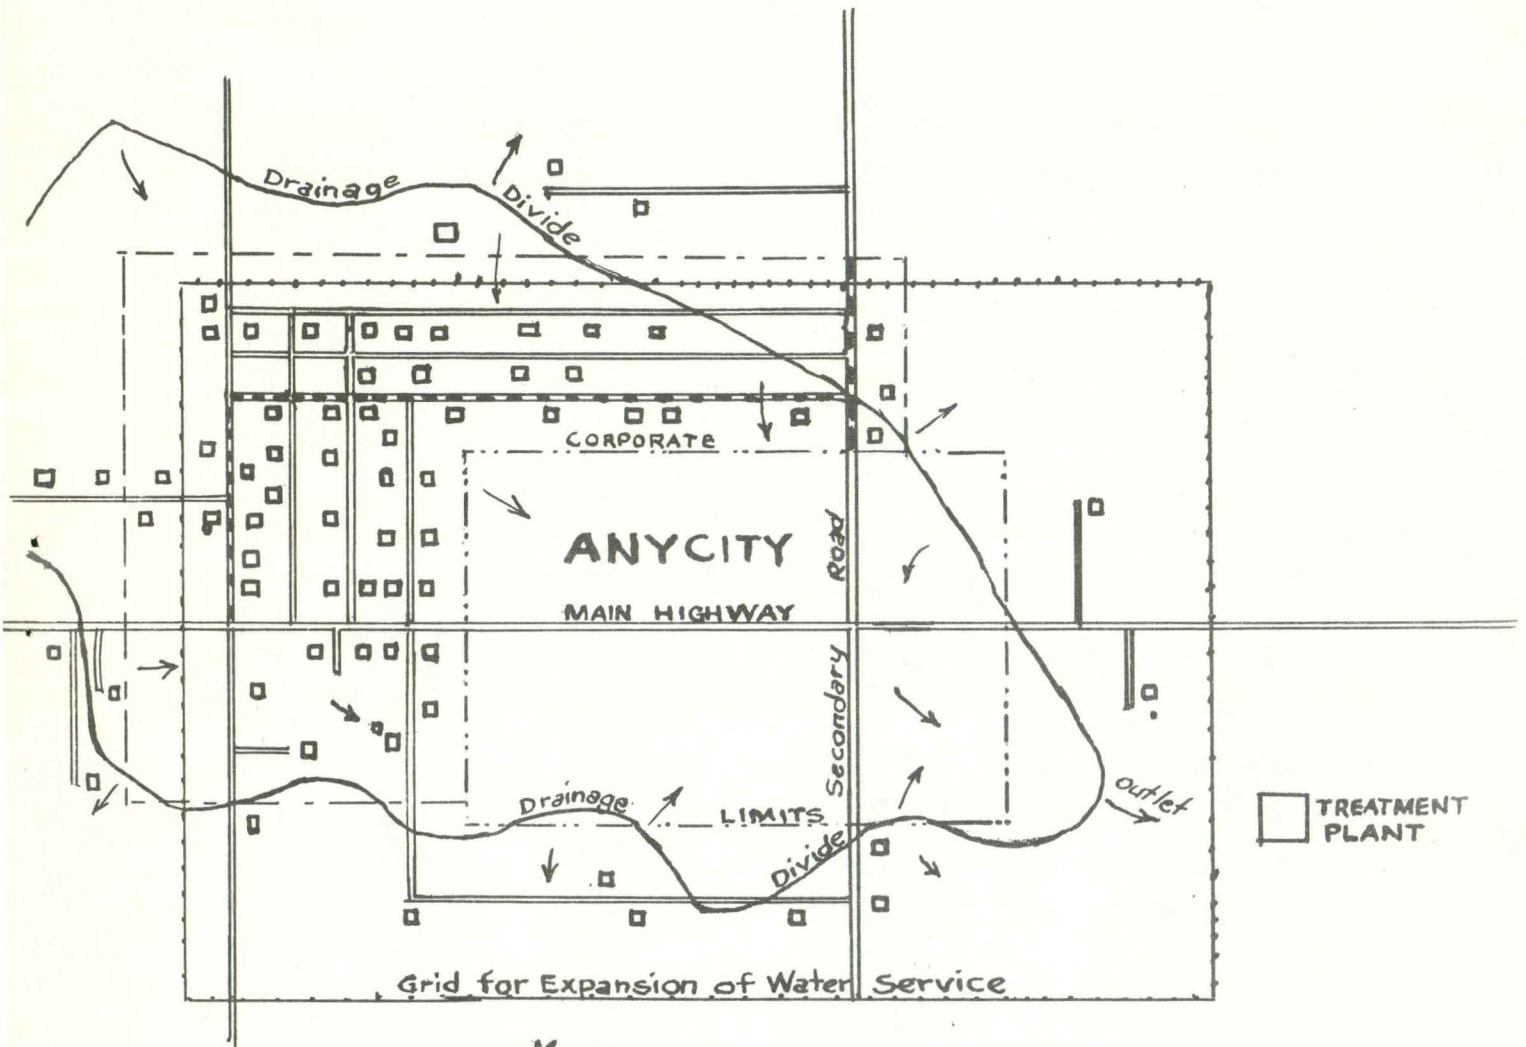 Drainage
Divide
CORPORATE
ANYCITY
Road
MAIN HIGHWAY
Secondary
Drainage
LIMITS
Divide
Outlet
TREATMENT
PLANT
Grid for Expansion of Water Service